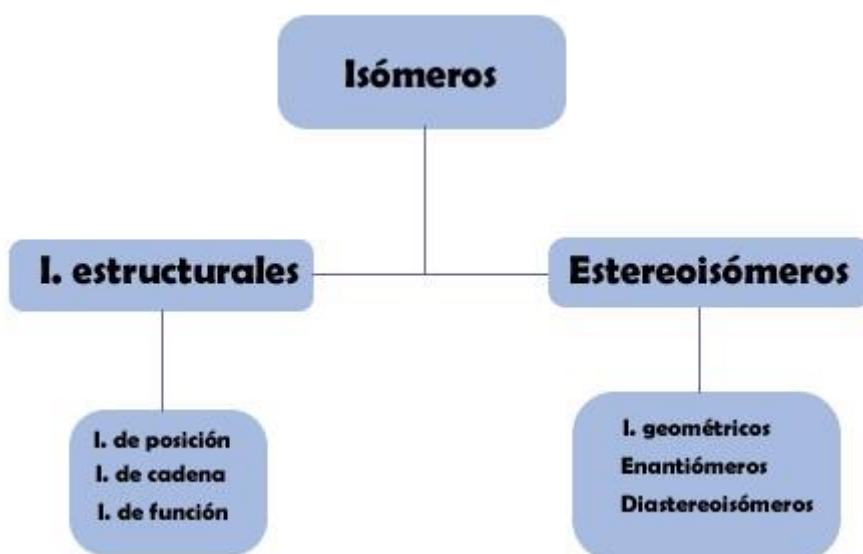 Isómeros
I. estructurales
Estereoisómeros
I. de posición
I. de cadena
I. de función
I. geométricos
Enantiómeros
Diastereoisómeros